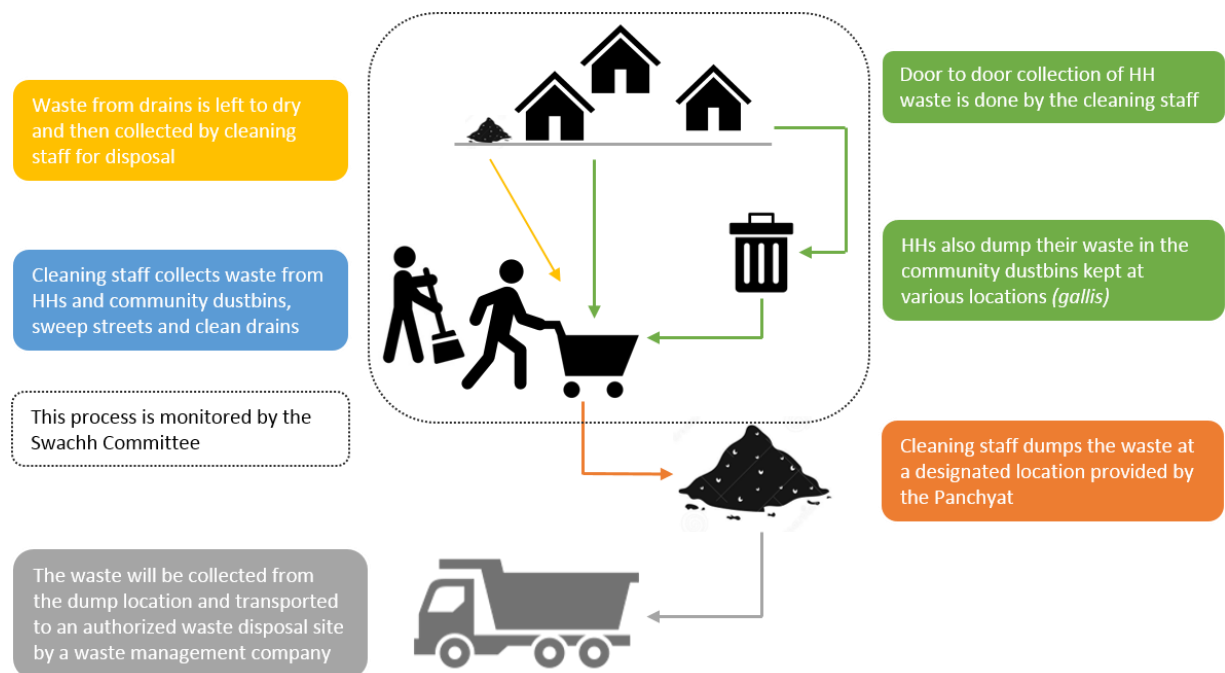 Waste from drains is left to dry
and then collected by cleaning
staff for disposal
Cleaning staff collects waste from
HHs and community dustbins,
sweep streets and clean drains
This process is monitored by the
Swachh Committee
The waste will be collected from
the dump location and transported
to an authorized waste disposal site
by a waste management company
Door to door collection of HH
waste is done by the cleaning staff
HHs also dump their waste in the
community dustbins kept at
various locations (gallis)
Cleaning staff dumps the waste at
a designated location provided by
the Panchyat